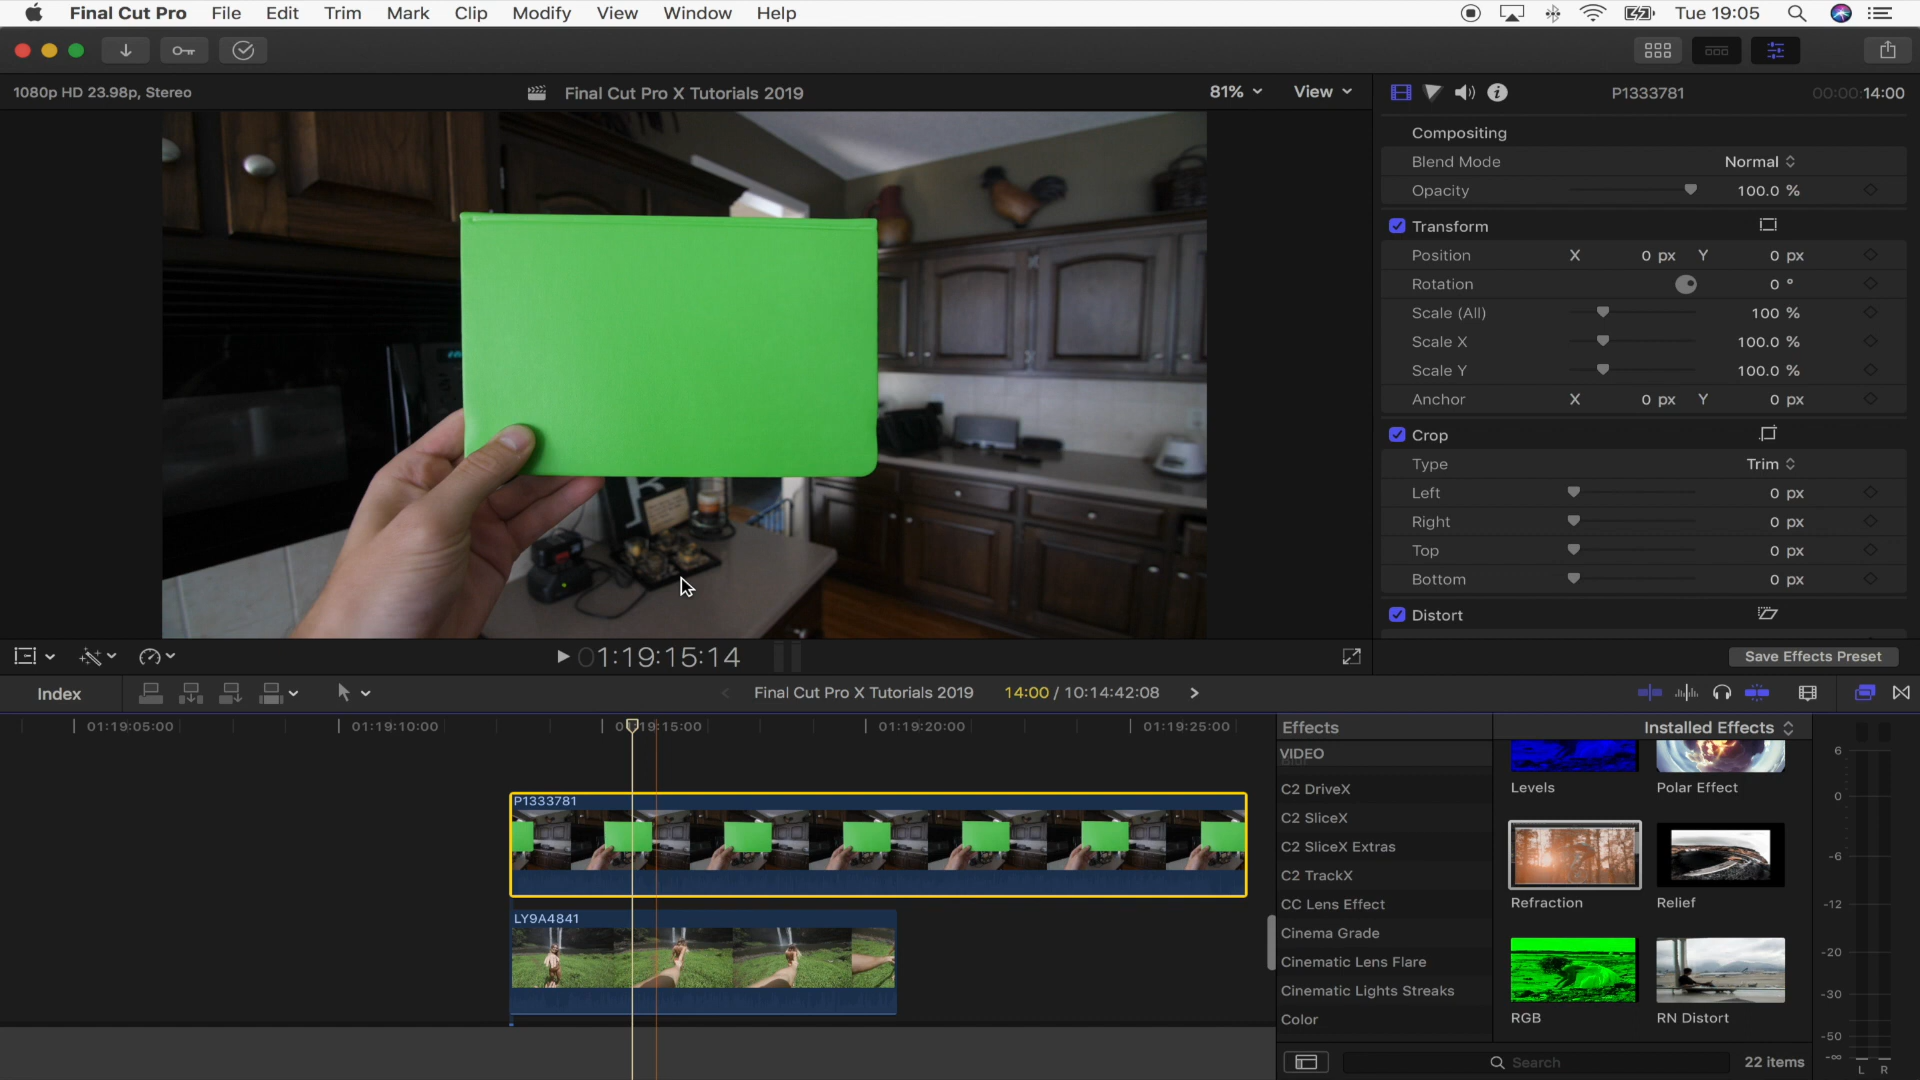 Final Cut Pro File Edit Trim Mark Clip Modify View Window Help Tue 19:05
1080p HD 23.98p, Stereo Final Cut Pro X Tutorials 2019 81% View P1333781 00:00:14:00
Compositing
Blend Mode Normal
Opacity 100.0 %
Transform
Position X 0 px Y 0 px
Rotation 0 °
Scale (All) 100 %
Scale X 100.0 %
Scale Y 100.0 %
Anchor X 0 px Y 0 px
Crop
Type Trim
Left 0 px
Right 0 px
Top 0 px
Bottom 0 px
Distort
01:19:15:14 Save Effects Preset
Index Final Cut Pro X Tutorials 2019 14:00 / 10:14:42:08
01:19:05:00 01:19:10:00 01:19:15:00 01:19:20:00 01:19:25:00
P1333781
LY9A4841
Effects Installed Effects
VIDEO
C2 DriveX
C2 SliceX
C2 SliceX Extras
C2 TrackX
CC Lens Effect
Cinema Grade
Cinematic Lens Flare
Cinematic Lights Streaks
Color
Levels Polar Effect
Refraction Relief
RGB RN Distort
Search 22 items
6
0
-6
-12
-20
-30
-50
-∞
L R